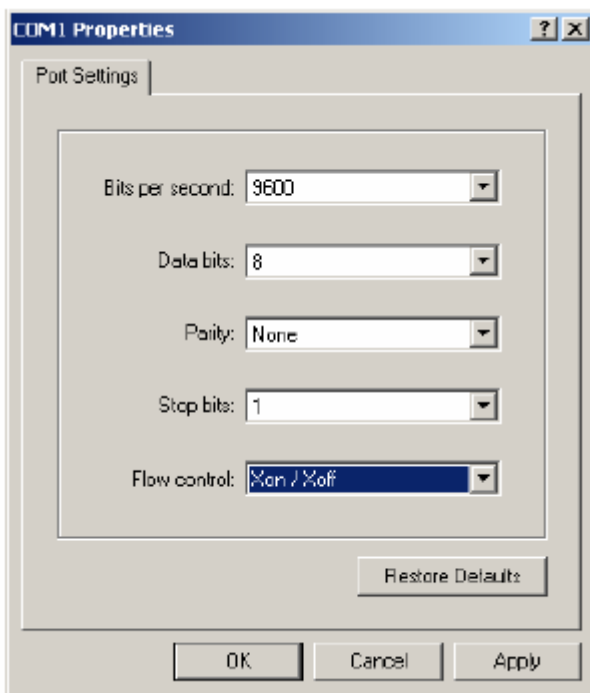 COM1 Properties
Port Settings
Bits per second: 9600
Data bits: 8
Parity: None
Stop bits: 1
Flow control: Xon / Xoff
Restore Defaults
OK Cancel Apply